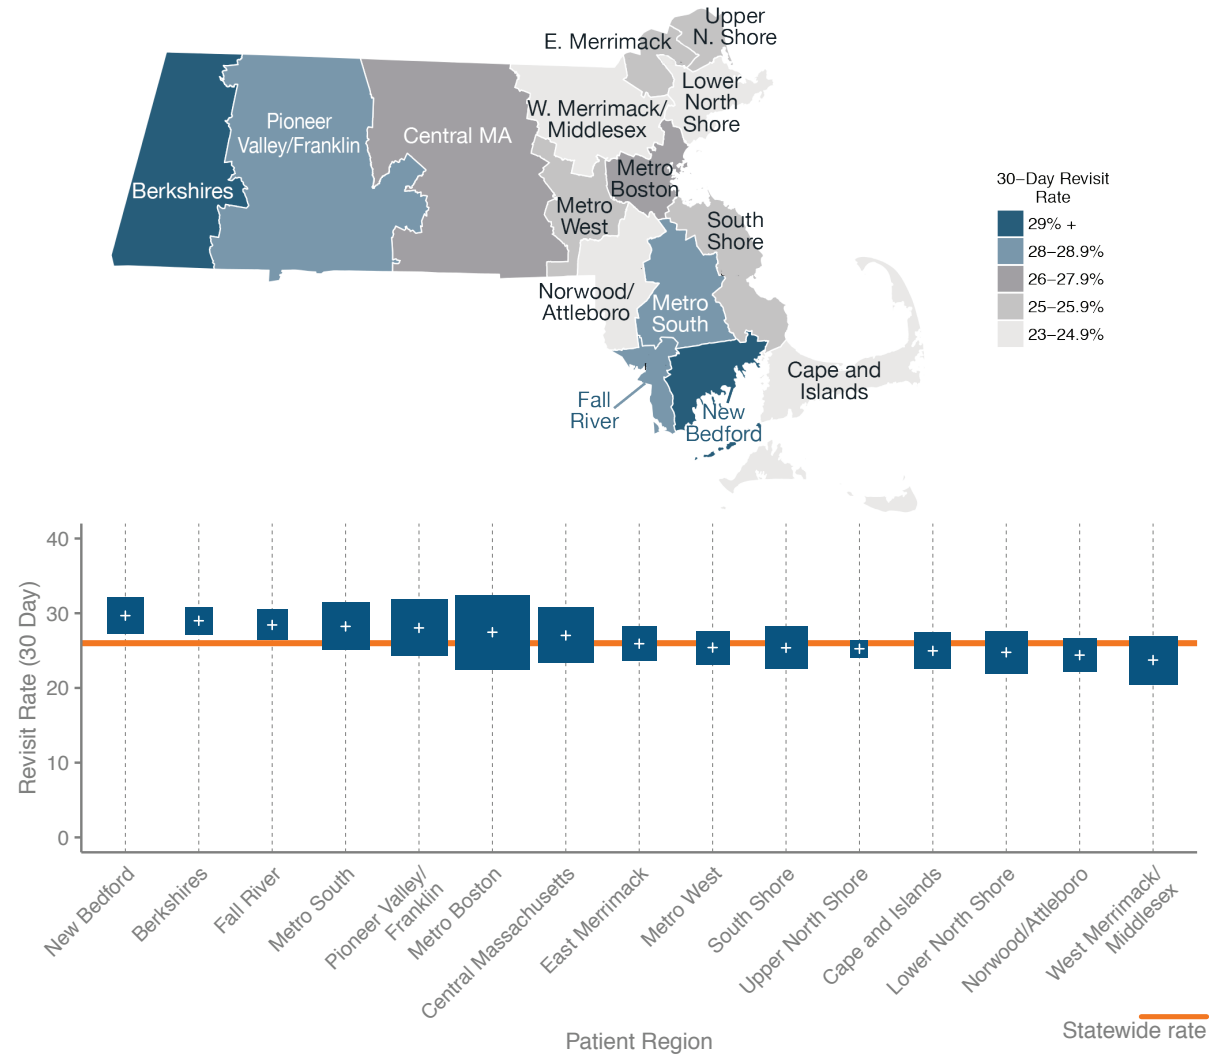 Upper
N. Shore
E. Merrimack
Lower
North
Shore
W. Merrimack/
Middlesex
Pioneer
Valley/Franklin
Central MA
Berkshires
Metro
Boston
Metro
West
South
Shore
Norwood/
Attleboro
Metro
South
Cape and
Islands
Fall
River
New
Bedford
30–Day Revisit
Rate
29% +
28–28.9%
26–27.9%
25–25.9%
23–24.9%
Revisit Rate (30 Day)
40
30
20
10
0
New Bedford
Berkshires
Fall River
Metro South
Pioneer Valley/
Franklin
Metro Boston
Central Massachusetts
East Merrimack
Metro West
South Shore
Upper North Shore
Cape and Islands
Lower North Shore
Norwood/Attleboro
West Merrimack/
Middlesex
Patient Region
Statewide rate